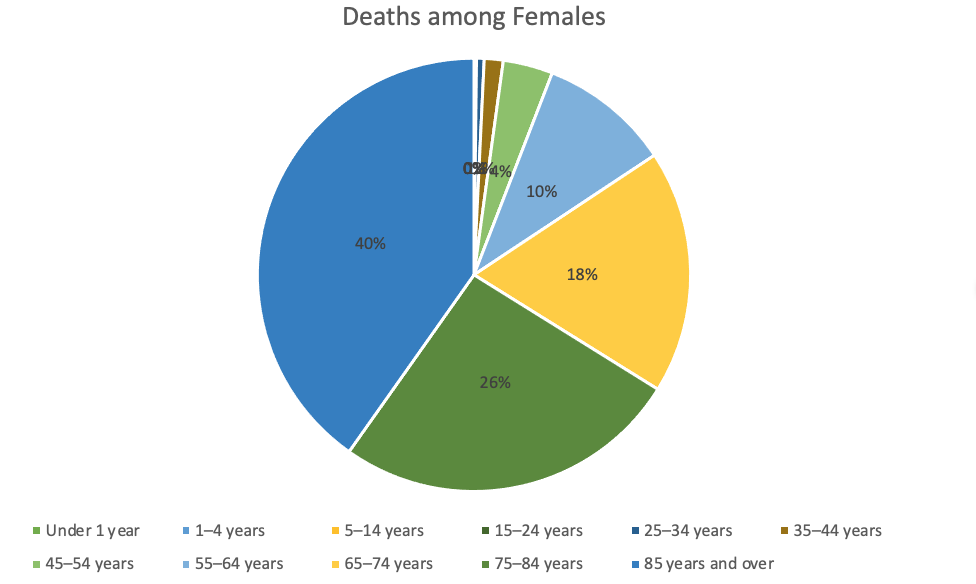 Deaths among Females
4%
10%
40%
18%
26%
Under 1 year 1–4 years 5–14 years 15–24 years 25–34 years 35–44 years
45–54 years 55–64 years 65–74 years 75–84 years 85 years and over